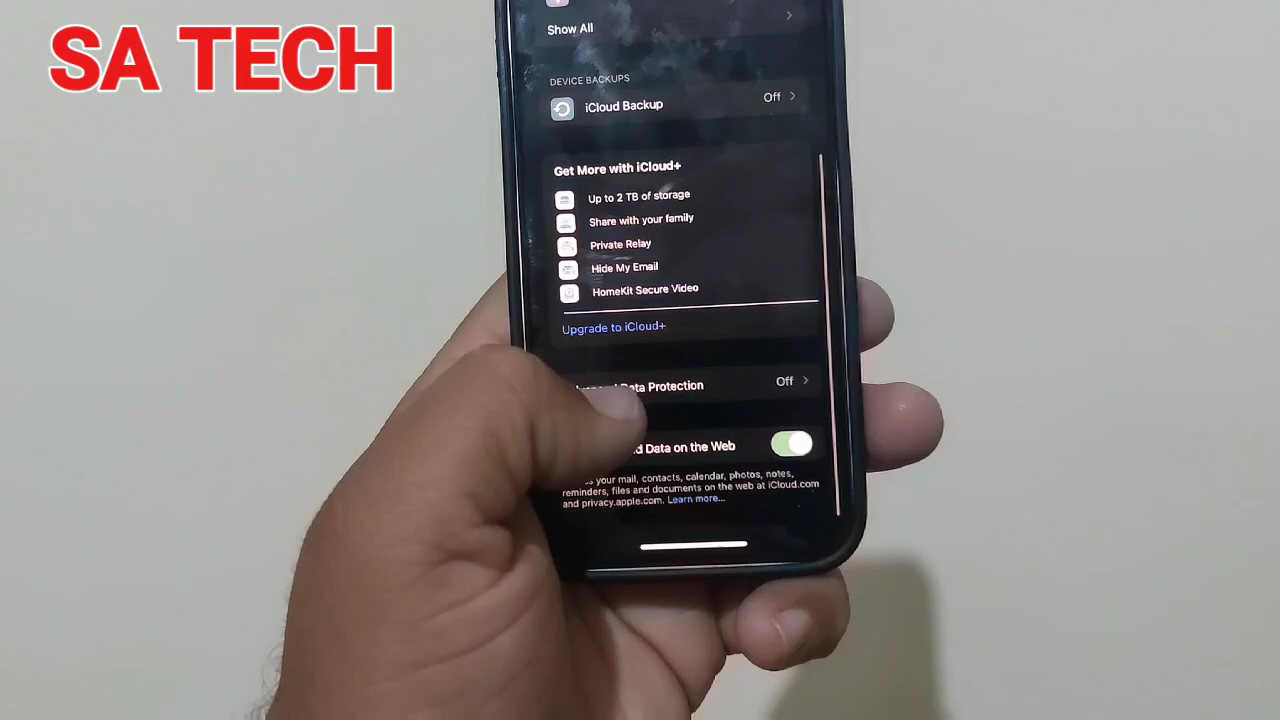 SA TECH
Show All
DEVICE BACKUPS
iCloud Backup Off
Get More with iCloud+
Up to 2 TB of storage
Share with your family
Private Relay
Hide My Email
HomeKit Secure Video
Upgrade to iCloud+
Data Protection Off
Data on the Web
your mail, contacts, calendar, photos, notes,
reminders, files and documents on the web at iCloud.com
and privacy.apple.com. Learn more...